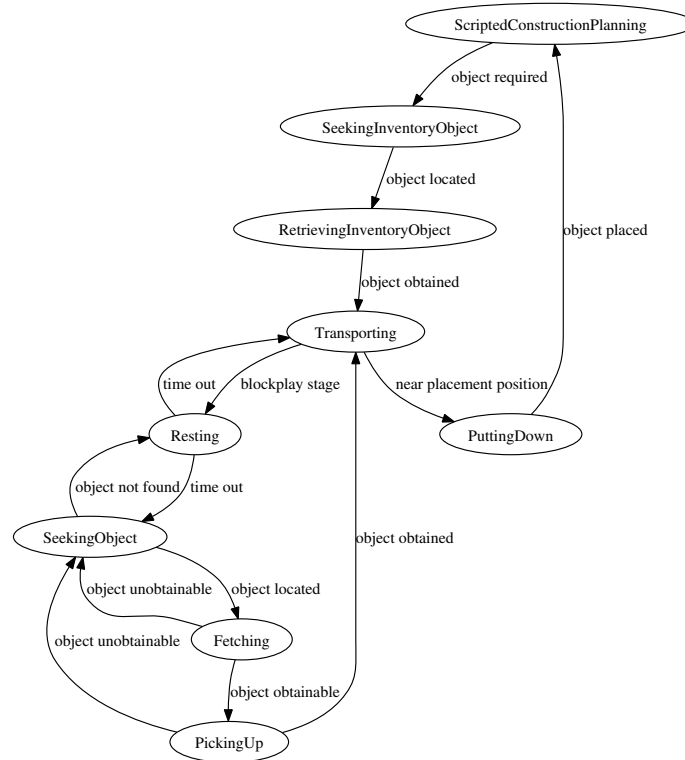 ScriptedConstructionPlanning
object required
SeekingInventoryObject
object located
RetrievingInventoryObject
object placed
object obtained
Transporting
time out
blockplay stage
near placement position
Resting
PuttingDown
object not found
time out
SeekingObject
object obtained
object unobtainable
object located
object unobtainable
Fetching
object obtainable
PickingUp